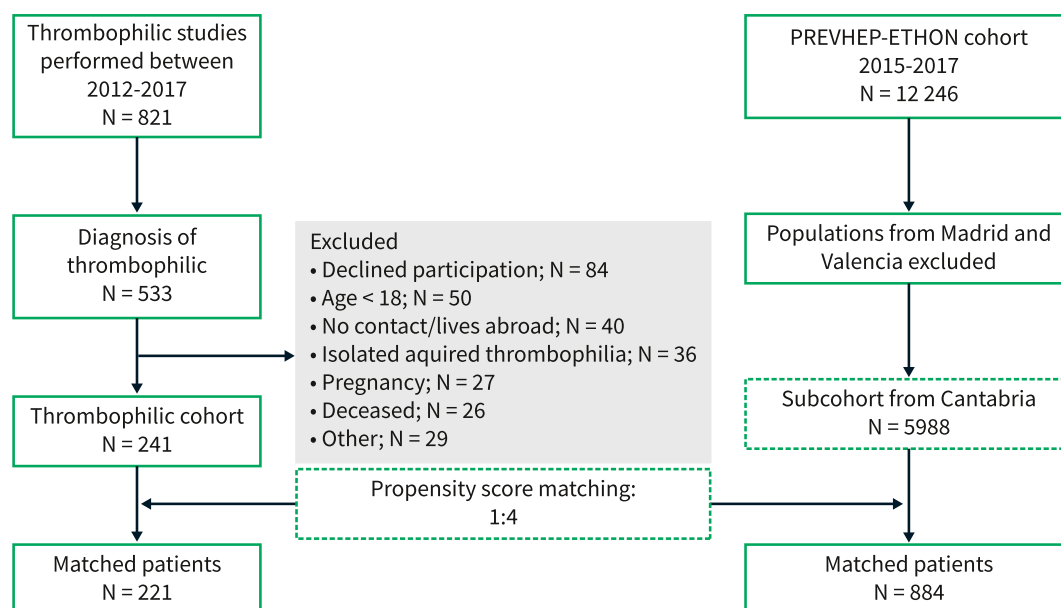 Thrombophilic studies
performed between
2012-2017
N = 821
PREVHEP-ETHON cohort
2015-2017
N = 12 246
Diagnosis of
thrombophilic
N = 533
Excluded
• Declined participation; N = 84
• Age < 18; N = 50
• No contact/lives abroad; N = 40
• Isolated aquired thrombophilia; N = 36
• Pregnancy; N = 27
• Deceased; N = 26
• Other; N = 29
Populations from Madrid and
Valencia excluded
Thrombophilic cohort
N = 241
Subcohort from Cantabria
N = 5988
Propensity score matching:
1:4
Matched patients
N = 221
Matched patients
N = 884